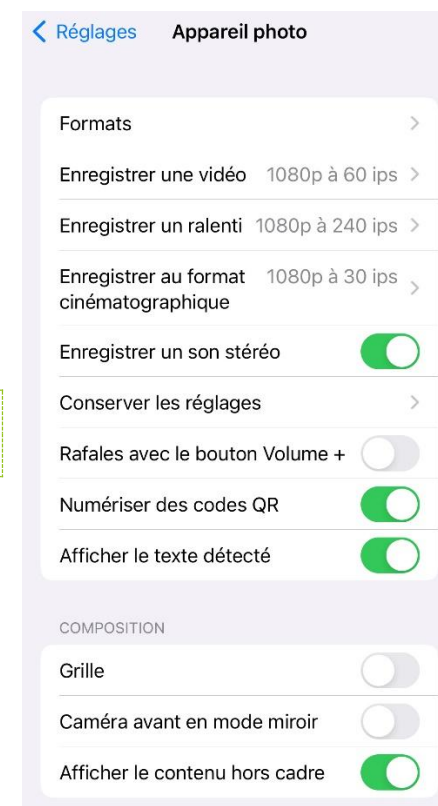 Réglages Appareil photo
Formats
Enregistrer une vidéo 1080p à 60 ips
Enregistrer un ralenti 1080p à 240 ips
Enregistrer au format 1080p à 30 ips
cinématographique
Enregistrer un son stéréo
Conserver les réglages
Rafales avec le bouton Volume +
Numériser des codes QR
Afficher le texte détecté
COMPOSITION
Grille
Caméra avant en mode miroir
Afficher le contenu hors cadre